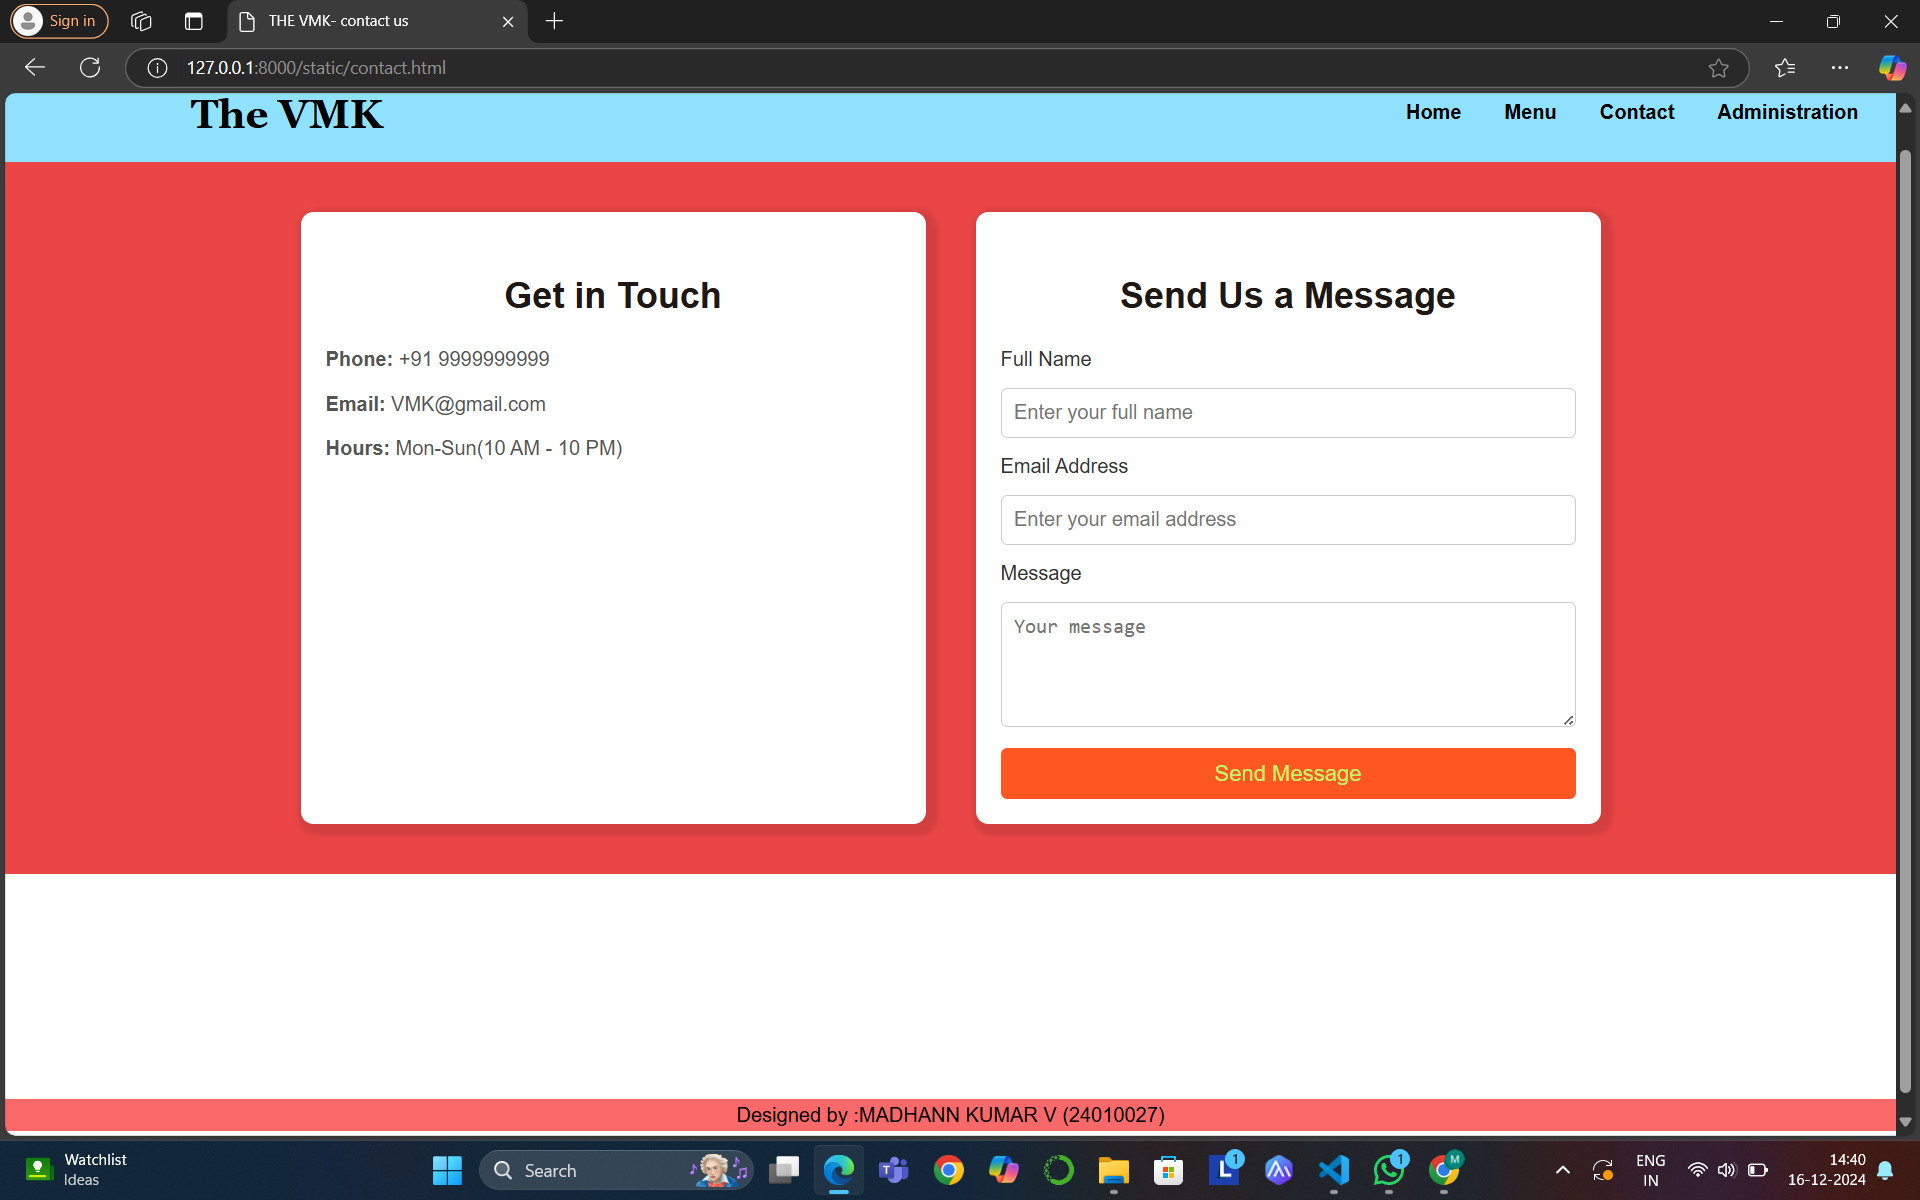 Sign in
THE VMK- contact us
127.0.0.1:8000/static/contact.html
The VMK
Home Menu Contact Administration
Get in Touch
Phone: +91 9999999999
Email: VMK@gmail.com
Hours: Mon-Sun(10 AM - 10 PM)
Send Us a Message
Full Name
Enter your full name
Email Address
Enter your email address
Message
Your message
Send Message
Designed by :MADHANN KUMAR V (24010027)
Watchlist
Ideas
Search
T
L
1
1
M
ENG
IN
14:40
16-12-2024